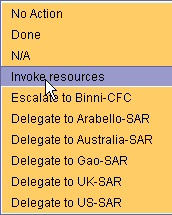 No Action
Done
N/A
Invoke resources
Escalate to Binni-CFC
Delegate to Arabello-SAR
Delegate to Australia-SAR
Delegate to Gao-SAR
Delegate to UK-SAR
Delegate to US-SAR